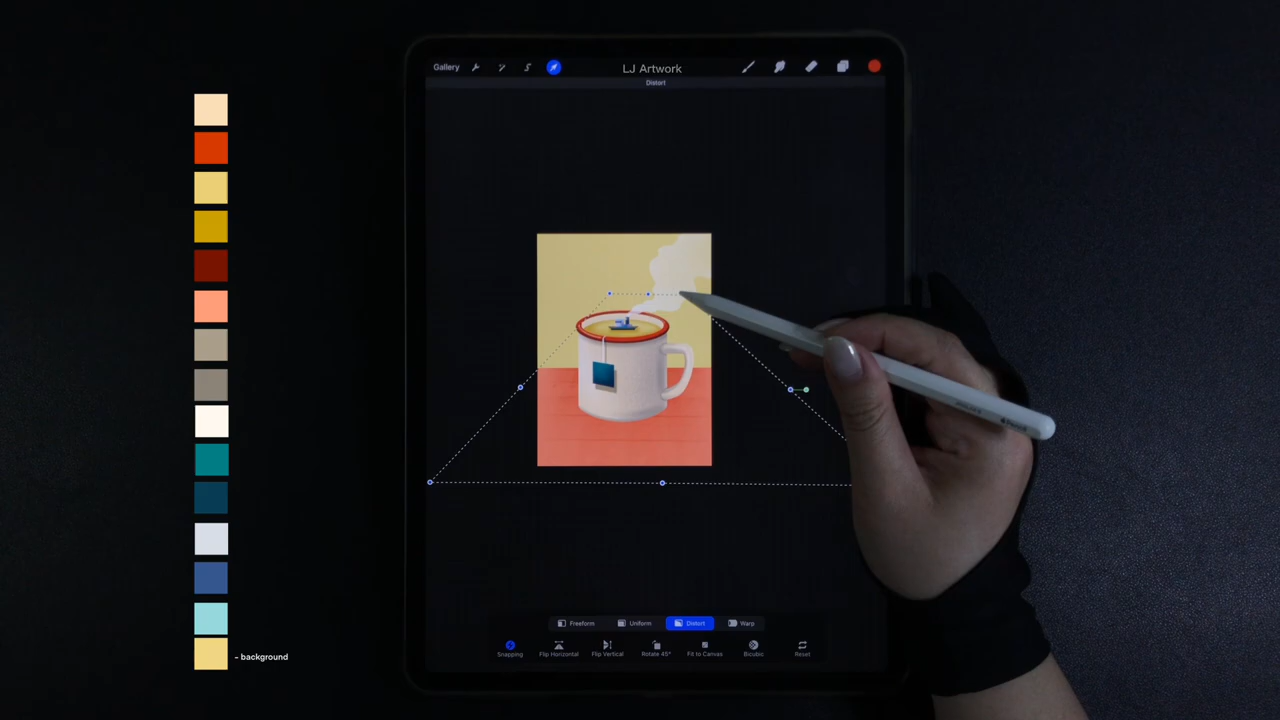 Gallery
LJ Artwork
Distort
Freeform
Uniform
Distort
Warp
Snapping
Flip Horizontal
Flip Vertical
Rotate 45°
Fit to Canvas
Bicubic
Reset
- background